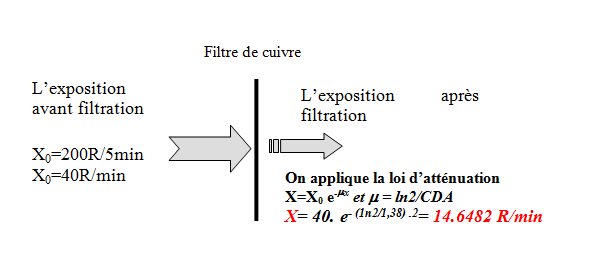 Filtre de cuivre
L'exposition
avant filtration
X₀=200R/5min
X₀=40R/min
L'exposition après
filtration
On applique la loi d'atténuation
X=X₀ e^-μx et μ = ln2/CDA
X= 40. e^- (ln2/1,38) .2= 14.6482 R/min